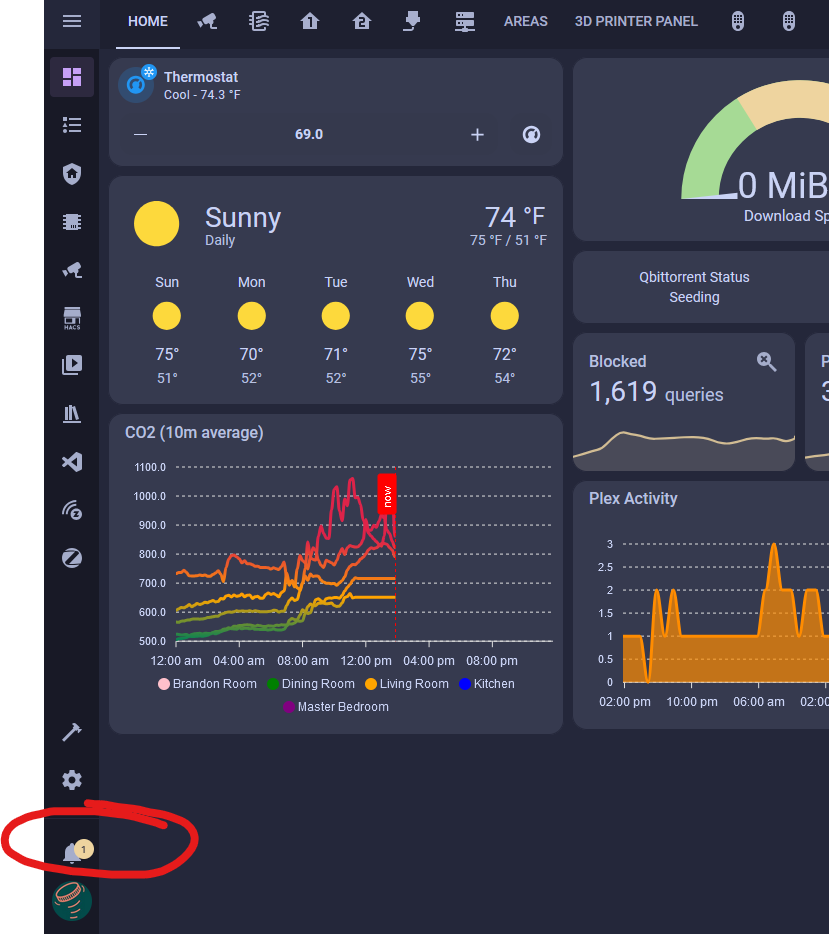 HOME
1
2
AREAS
3D PRINTER PANEL
Thermostat
Cool - 74.3 °F
69.0
Sunny
Daily
74 °F
75 °F / 51 °F
Sun Mon Tue Wed Thu
75° 70° 71° 75° 72°
51° 52° 52° 55° 54°
HACS
CO2 (10m average)
1100.0
1000.0
900.0
800.0
700.0
600.0
500.0
now
12:00 am 04:00 am 08:00 am 12:00 pm 04:00 pm 08:00 pm
Brandon Room Dining Room Living Room Kitchen
Master Bedroom
0 MiB
Download Sp
Qbittorrent Status
Seeding
Blocked
1,619 queries
P
3
Plex Activity
3
2.5
2
1.5
1
0.5
0
02:00 pm 10:00 pm 06:00 am 02:00
1